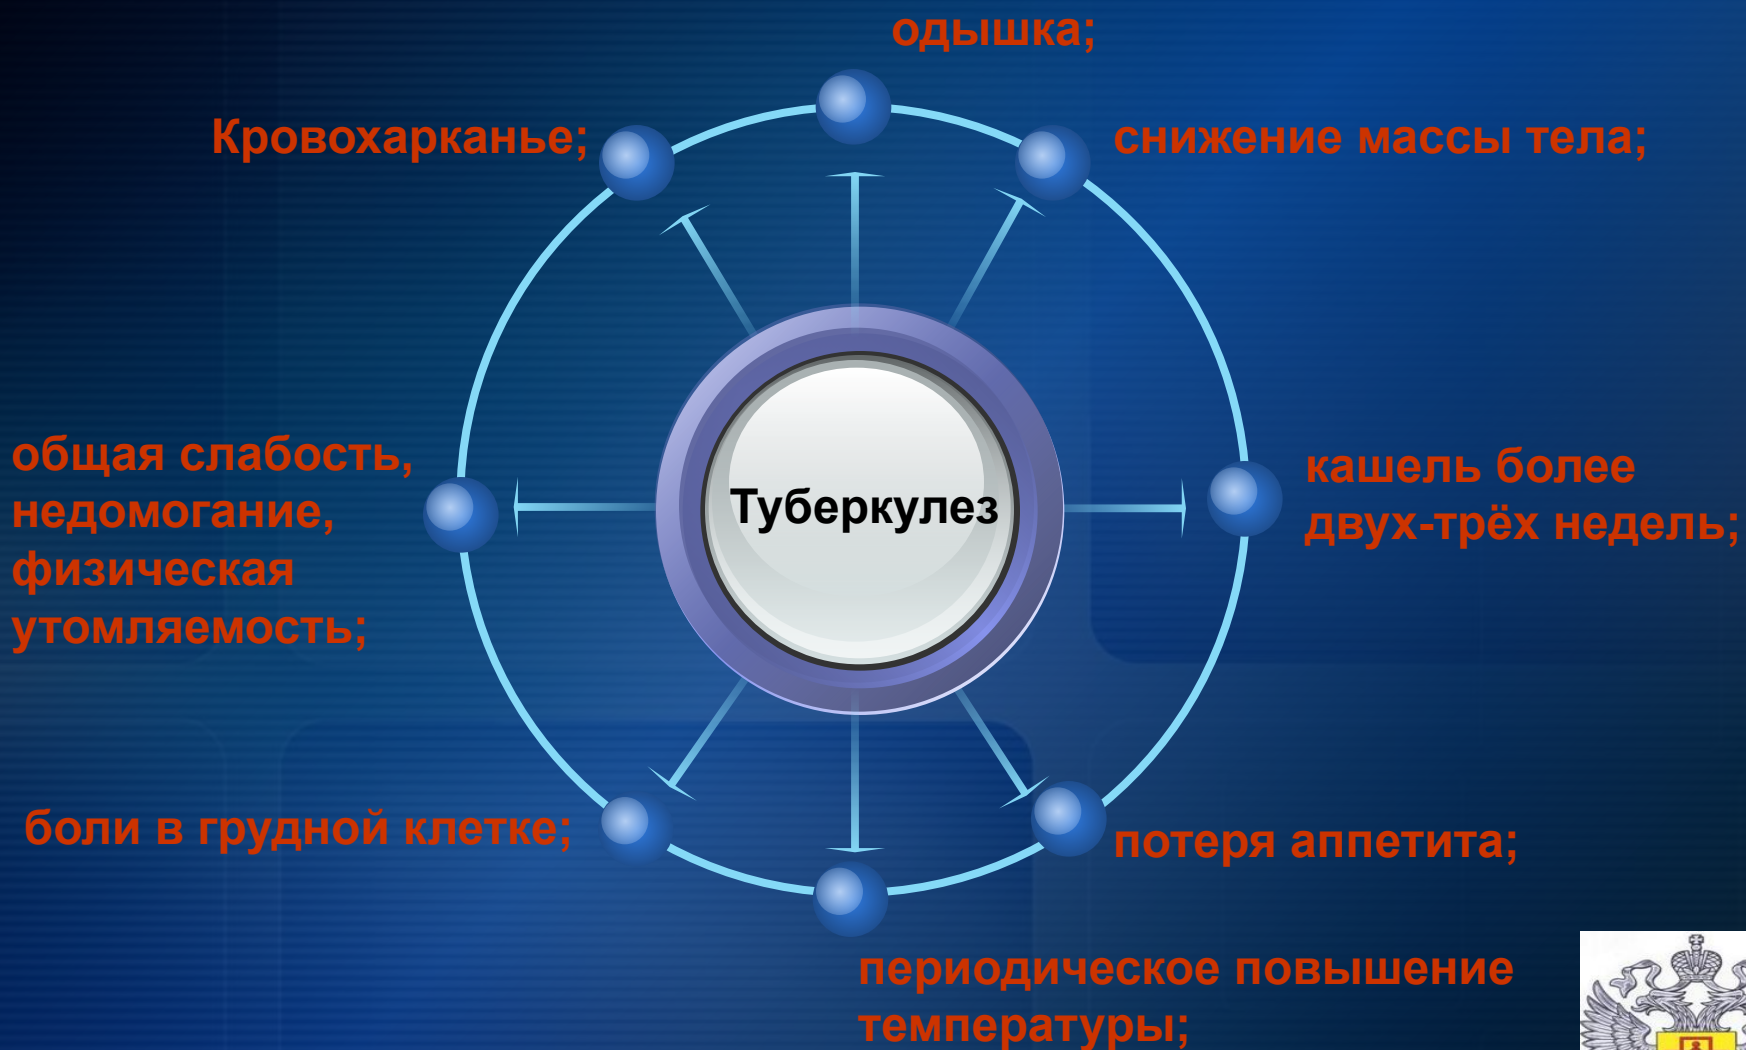 одышка;
Кровохарканье;
снижение массы тела;
общая слабость,
недомогание,
физическая
утомляемость;
Туберкулез
кашель более
двух-трёх недель;
боли в грудной клетке;
потеря аппетита;
периодическое повышение
температуры;